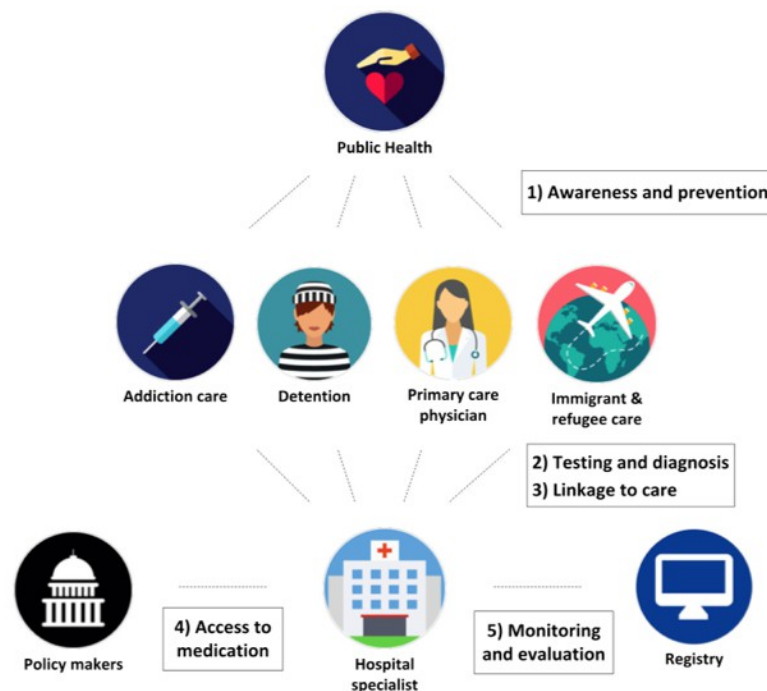 Public Health
1) Awareness and prevention
Addiction care
Detention
Primary care
physician
Immigrant &
refugee care
2) Testing and diagnosis
3) Linkage to care
4) Access to
medication
5) Monitoring
and evaluation
Policy makers
Hospital
specialist
Registry